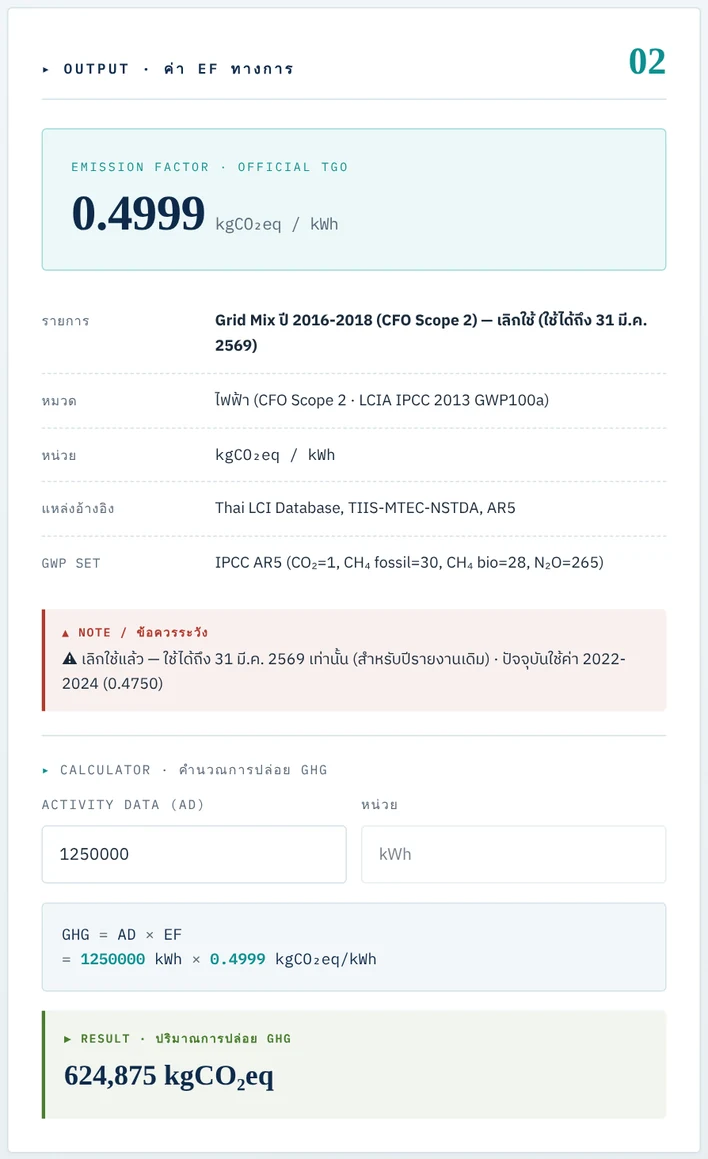 ▸ OUTPUT · ค่า EF ทางการ
02
EMISSION FACTOR · OFFICIAL TGO
0.4999 kgCO₂eq / kWh
รายการ
Grid Mix ปี 2016-2018 (CFO Scope 2) — เลิกใช้ (ใช้ได้ถึง 31 มี.ค.
2569)
หมวด
ไฟฟ้า (CFO Scope 2 · LCIA IPCC 2013 GWP100a)
หน่วย
kgCO₂eq / kWh
แหล่งอ้างอิง
Thai LCI Database, TIIS-MTEC-NSTDA, AR5
GWP SET
IPCC AR5 (CO₂=1, CH₄ fossil=30, CH₄ bio=28, N₂O=265)
▲ NOTE / ข้อควรระวัง
⚠ เลิกใช้แล้ว — ใช้ได้ถึง 31 มี.ค. 2569 เท่านั้น (สำหรับปีรายงานเดิม) · ปัจจุบันใช้ค่า 2022-
2024 (0.4750)
▸ CALCULATOR · คำนวณการปล่อย GHG
ACTIVITY DATA (AD)
หน่วย
1250000
kWh
GHG = AD × EF
= 1250000 kWh × 0.4999 kgCO₂eq/kWh
▶ RESULT · ปริมาณการปล่อย GHG
624,875 kgCO₂eq